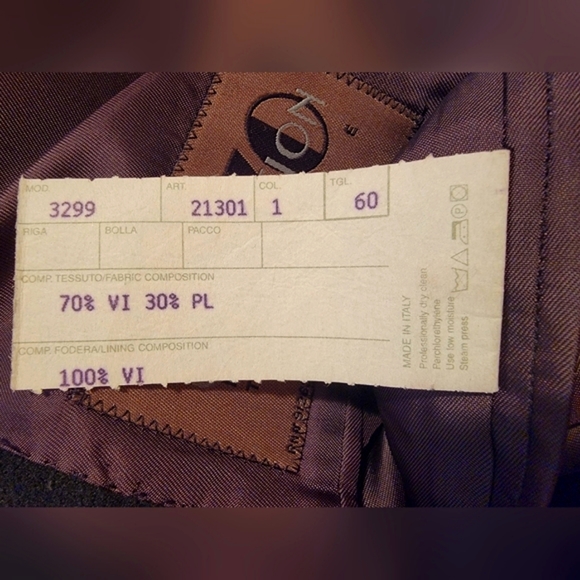 MOD. ART. COL. TGL.
3299 21301 1 60
RIGA BOLLA PACCO
COMP. TESSUTO/FABRIC COMPOSITION
70% VI 30% PL
COMP. FODERA/LINING COMPOSITION
100% VI
MADE IN ITALY
Professionally dry clean
Perchlorethylene
Use low moisture
Steam press